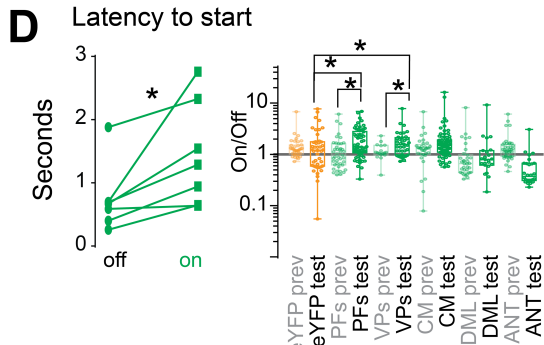 D
Latency to start
Seconds
3
2
1
0
*
off
on
On/Off
10
1
0.1
*
*
*
*
eYFP prev
eYFP test
PFs prev
PFs test
VPs prev
VPs test
CM prev
CM test
DML prev
DML test
ANT prev
ANT test